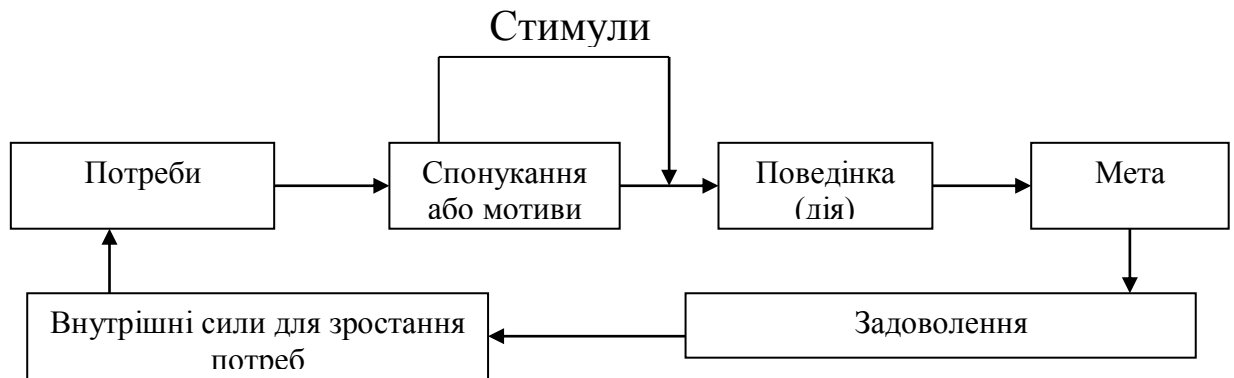 Стимули
Потреби
Спонукання
або мотиви
Поведінка
(дія)
Мета
Внутрішні сили для зростання
потреб
Задоволення